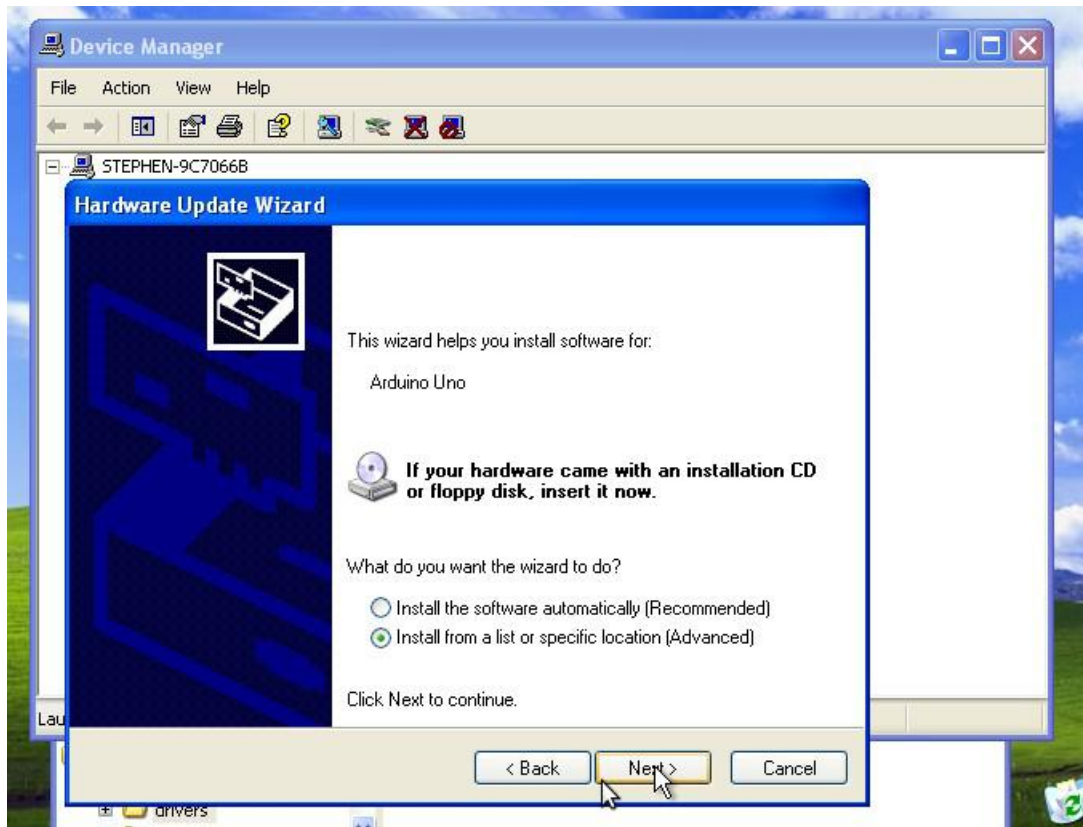 Device Manager
File Action View Help
STEPHEN-9C7066B
Hardware Update Wizard
This wizard helps you install software for:
Arduino Uno
If your hardware came with an installation CD
or floppy disk, insert it now.
What do you want the wizard to do?
Install the software automatically (Recommended)
Install from a list or specific location (Advanced)
Click Next to continue.
Lau
< Back Next > Cancel
drivers